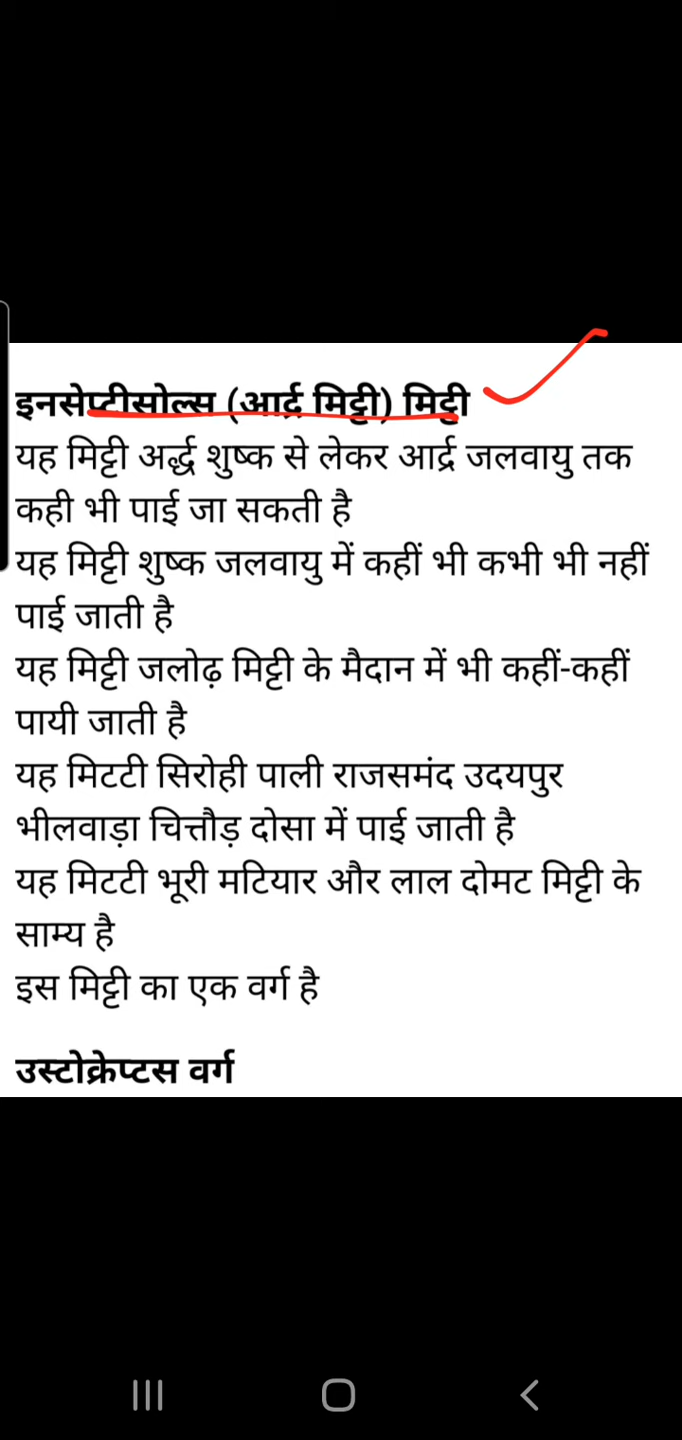 इनसेप्टीसोल्स (आर्द्र मिट्टी) मिट्टी
यह मिट्टी अर्द्ध शुष्क से लेकर आर्द्र जलवायु तक
कही भी पाई जा सकती है
यह मिट्टी शुष्क जलवायु में कहीं भी कभी भी नहीं
पाई जाती है
यह मिट्टी जलोढ़ मिट्टी के मैदान में भी कहीं-कहीं
पायी जाती है
यह मिटटी सिरोही पाली राजसमंद उदयपुर
भीलवाड़ा चित्तौड़ दोसा में पाई जाती है
यह मिटटी भूरी मटियार और लाल दोमट मिट्टी के
साम्य है
इस मिट्टी का एक वर्ग है
उस्टोक्रेप्टस वर्ग